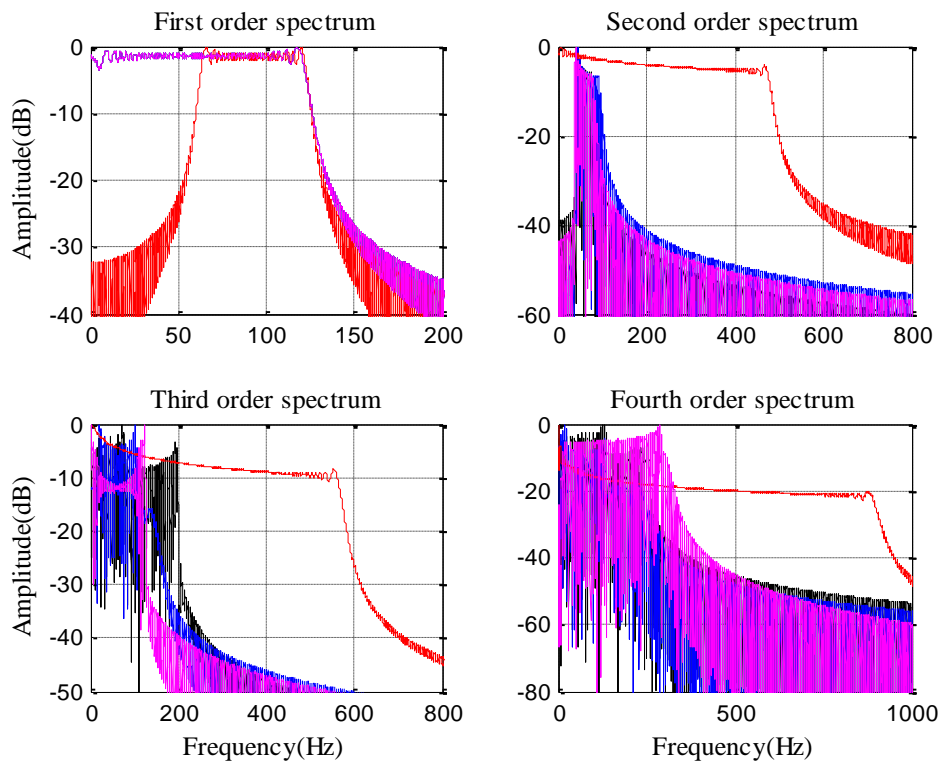 First order spectrum
Second order spectrum
Amplitude(dB)
0
-10
-20
-30
-40
0 50 100 150 200
0
-20
-40
-60
0 200 400 600 800
Third order spectrum
Fourth order spectrum
Amplitude(dB)
0
-10
-20
-30
-40
-50
0 200 400 600 800
Frequency(Hz)
0
-20
-40
-60
-80
0 500 1000
Frequency(Hz)